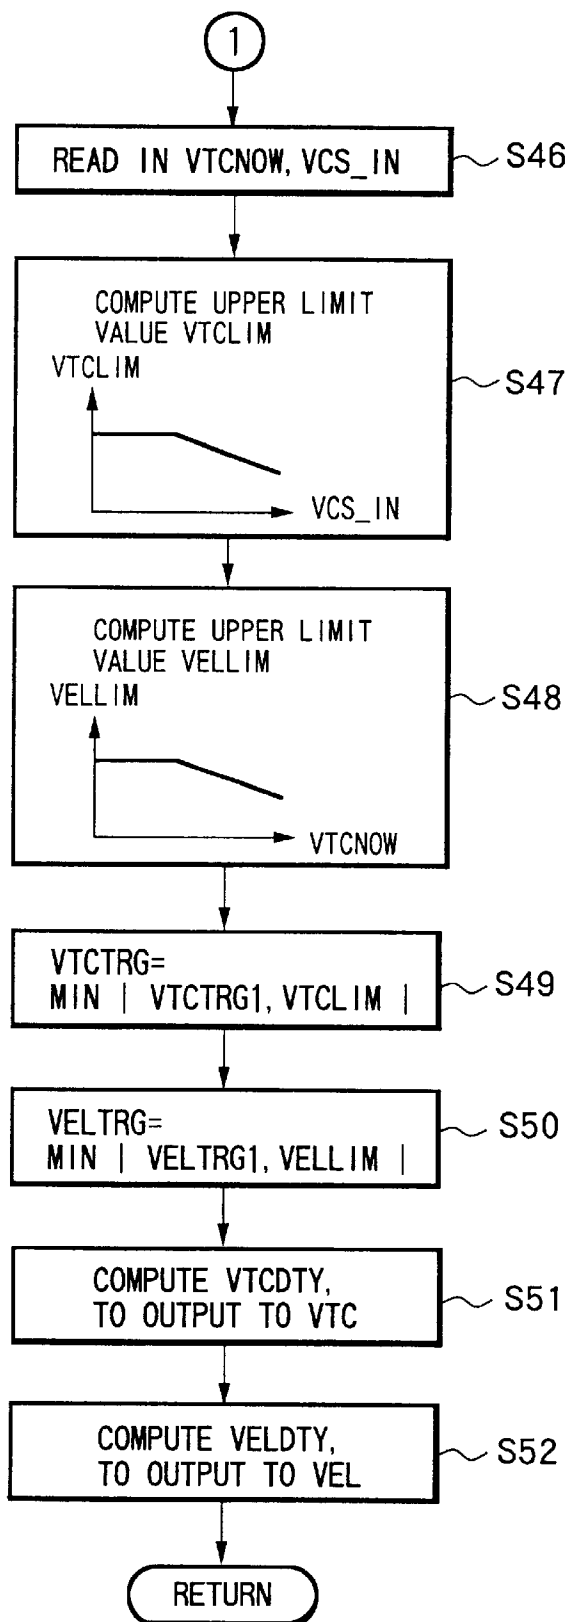 1
READ IN VTCNOW, VCS_IN
S46
COMPUTE UPPER LIMIT
VALUE VTCLIM
VTCLIM
S47
VCS_IN
COMPUTE UPPER LIMIT
VALUE VELLIM
VELLIM
S48
VTCNOW
VTCTRG=
MIN | VTCTRG1, VTCLIM |
S49
VELTRG=
MIN | VELTRG1, VELLIM |
S50
COMPUTE VTCDTY,
TO OUTPUT TO VTC
S51
COMPUTE VELDTY,
TO OUTPUT TO VEL
S52
RETURN